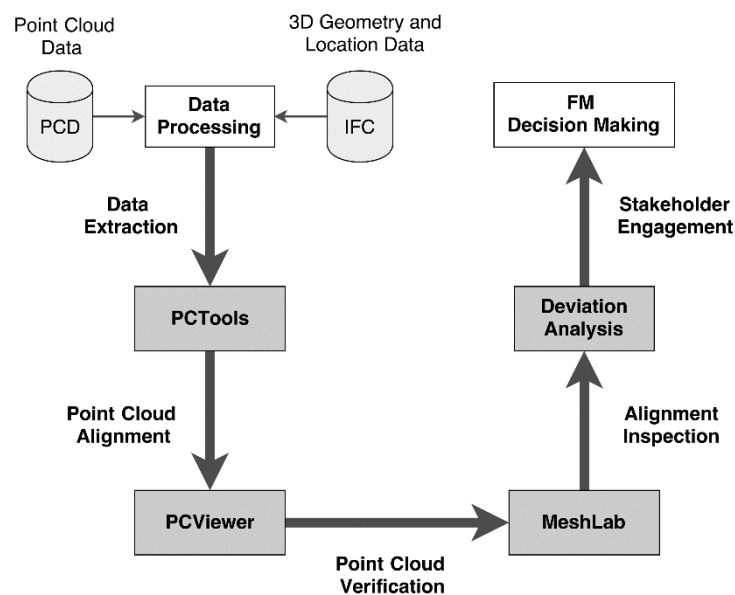 Point Cloud
Data
3D Geometry and
Location Data
PCD
Data
Processing
IFC
FM
Decision Making
Data
Extraction
Stakeholder
Engagement
PCTools
Deviation
Analysis
Point Cloud
Alignment
Alignment
Inspection
PCViewer
MeshLab
Point Cloud
Verification